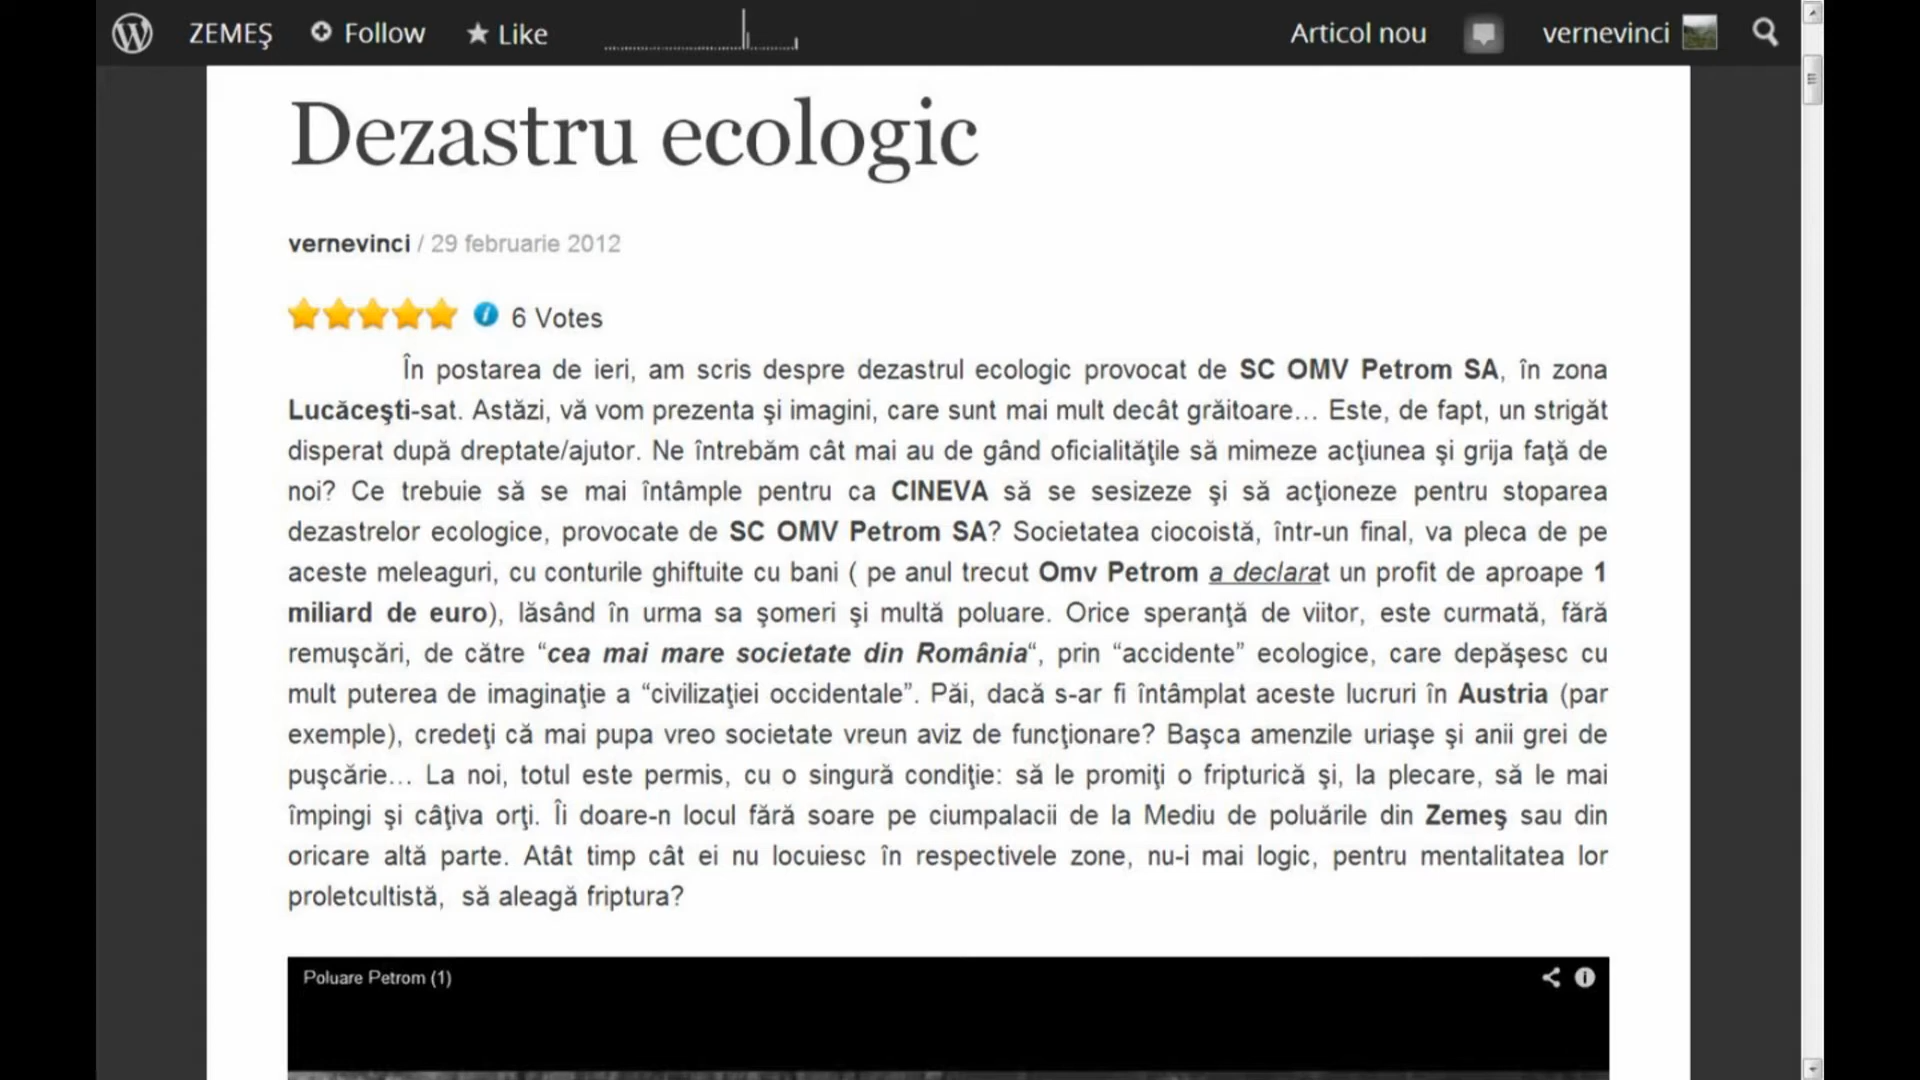 ZEMEŞ Follow Like Articol nou vernevinci
Dezastru ecologic
vernevinci / 29 februarie 2012
6 Votes
În postarea de ieri, am scris despre dezastrul ecologic provocat de SC OMV Petrom SA, în zona
Lucăceşti-sat. Astăzi, vă vom prezenta şi imagini, care sunt mai mult decât grăitoare… Este, de fapt, un strigăt
disperat după dreptate/ajutor. Ne întrebăm cât mai au de gând oficialităţile să mimeze acţiunea şi grija faţă de
noi? Ce trebuie să se mai întâmple pentru ca CINEVA să se sesizeze şi să acţioneze pentru stoparea
dezastrelor ecologice, provocate de SC OMV Petrom SA? Societatea ciocoistă, într-un final, va pleca de pe
aceste meleaguri, cu conturile ghiftuite cu bani ( pe anul trecut Omv Petrom a declarat un profit de aproape 1
miliard de euro), lăsând în urma sa şomeri şi multă poluare. Orice speranţă de viitor, este curmată, fără
remuşcări, de către “cea mai mare societate din România“, prin “accidente” ecologice, care depăşesc cu
mult puterea de imaginaţie a “civilizaţiei occidentale”. Păi, dacă s-ar fi întâmplat aceste lucruri în Austria (par
exemple), credeţi că mai pupa vreo societate vreun aviz de funcţionare? Başca amenzile uriaşe şi anii grei de
puşcărie… La noi, totul este permis, cu o singură condiţie: să le promiţi o fripturică şi, la plecare, să le mai
împingi şi câţiva orţi. Îi doare-n locul fără soare pe ciumpalacii de la Mediu de poluările din Zemeş sau din
oricare altă parte. Atât timp cât ei nu locuiesc în respectivele zone, nu-i mai logic, pentru mentalitatea lor
proletcultistă, să aleagă friptura?
Poluare Petrom (1)